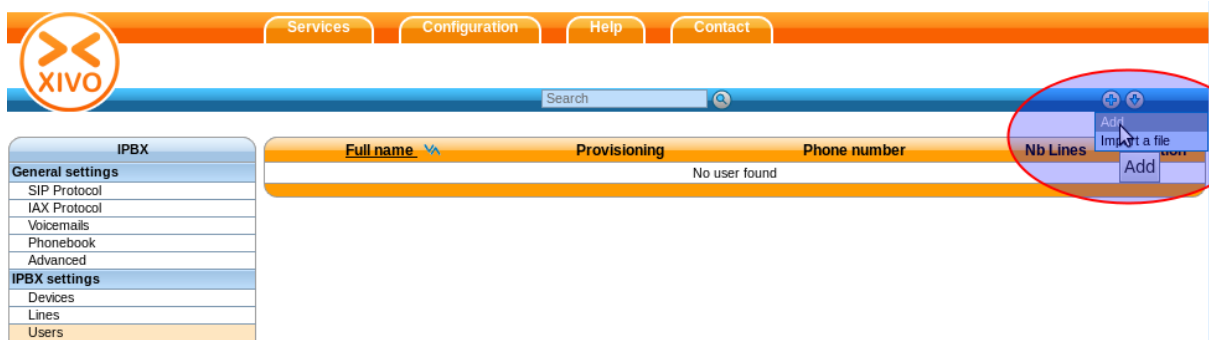 Services Configuration Help Contact
XIVO
Search
Add
Import a file
Add
IPBX
General settings
SIP Protocol
IAX Protocol
Voicemails
Phonebook
Advanced
IPBX settings
Devices
Lines
Users
Full name Provisioning Phone number Nb Lines
No user found